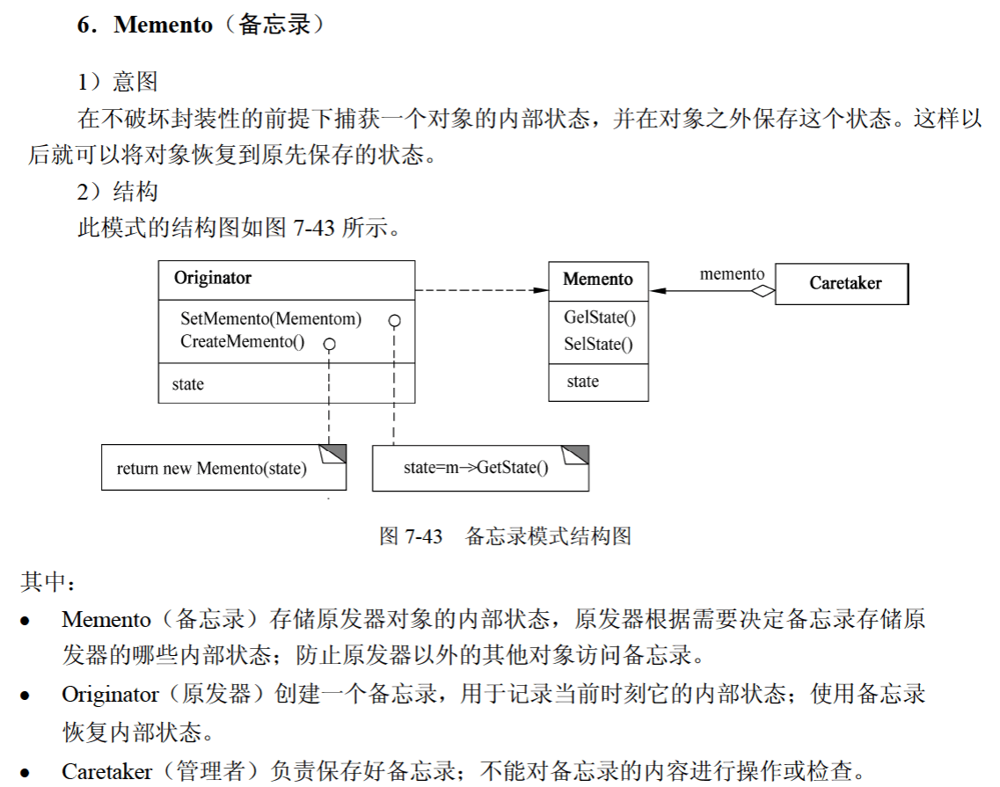 6．Memento（备忘录）
1）意图
在不破坏封装性的前提下捕获一个对象的内部状态，并在对象之外保存这个状态。这样以
后就可以将对象恢复到原先保存的状态。
2）结构
此模式的结构图如图 7-43 所示。
Originator
SetMemento(Mementom)
CreateMemento()
state
return new Memento(state)
state=m->GetState()
Memento
GelState()
SelState()
state
memento
Caretaker
图 7-43 备忘录模式结构图
其中：
● Memento（备忘录）存储原发器对象的内部状态，原发器根据需要决定备忘录存储原
发器的哪些内部状态；防止原发器以外的其他对象访问备忘录。
● Originator（原发器）创建一个备忘录，用于记录当前时刻它的内部状态；使用备忘录
恢复内部状态。
● Caretaker（管理者）负责保存好备忘录；不能对备忘录的内容进行操作或检查。